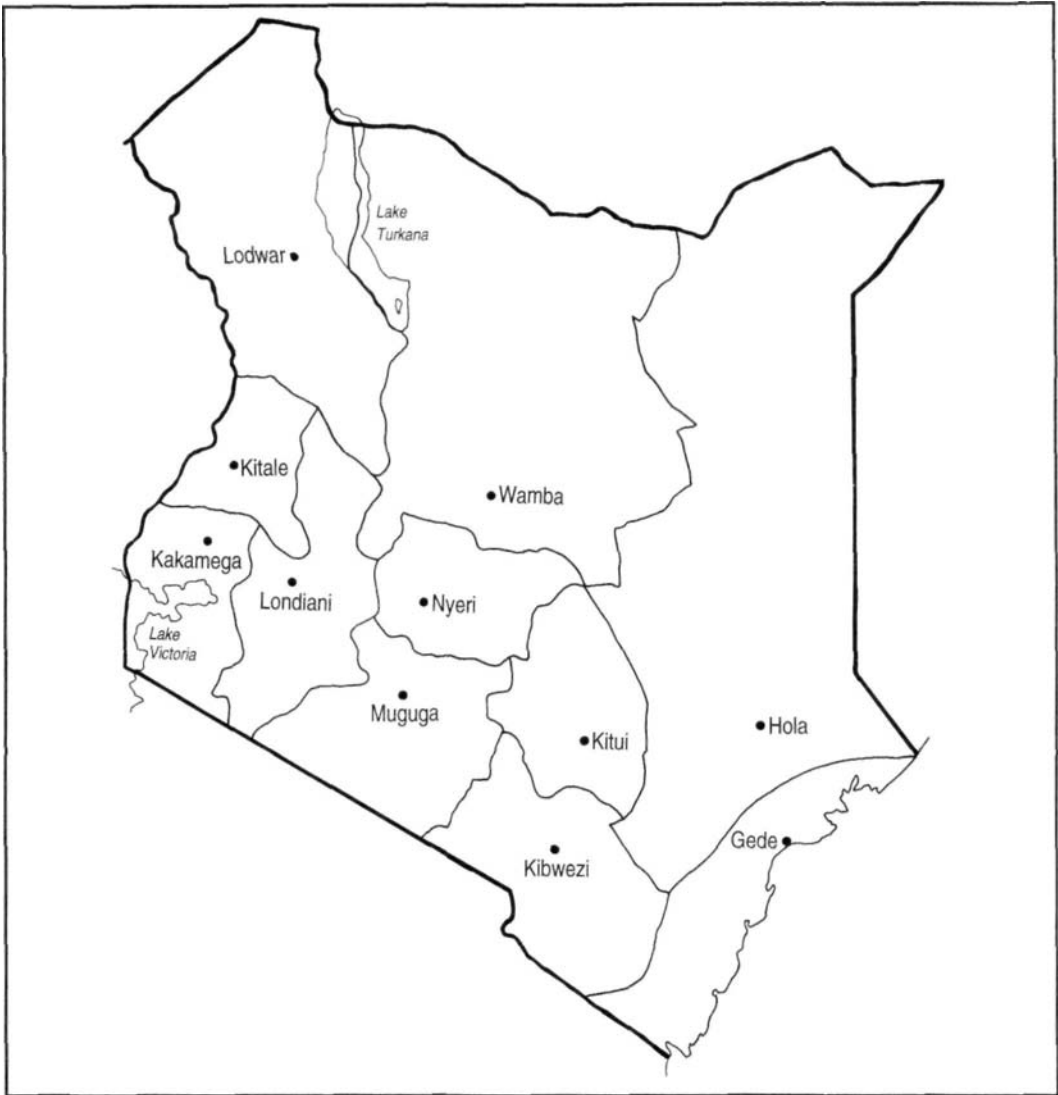 Lake
Turkana
Lodwar
Kitale
Wamba
Kakamega
Londiani
Nyeri
Lake
Victoria
Muguga
Kitui
Hola
Gede
Kibwezi